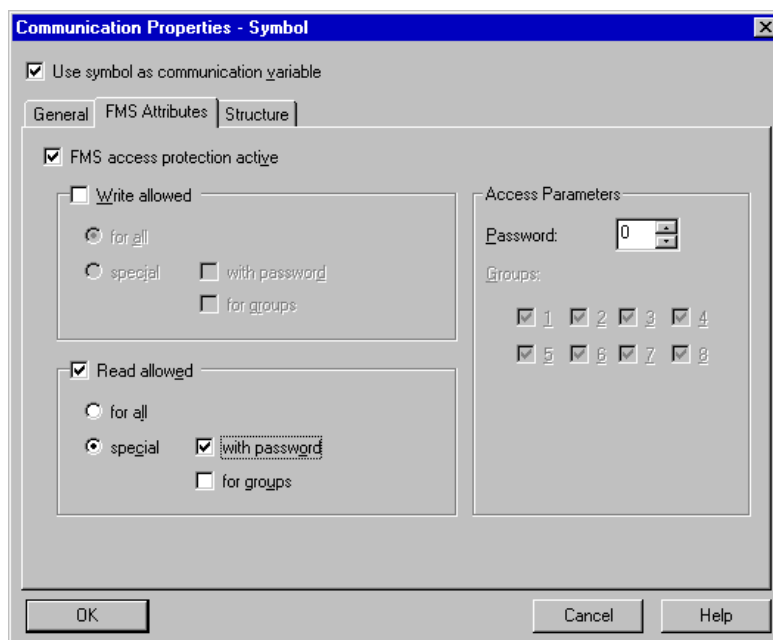 Communication Properties - Symbol
Use symbol as communication variable
General
FMS Attributes
Structure
FMS access protection active
Write allowed
for all
special
with password
for groups
Read allowed
for all
special
with password
for groups
Access Parameters
Password:
0
Groups:
1 2 3 4
5 6 7 8
OK
Cancel
Help